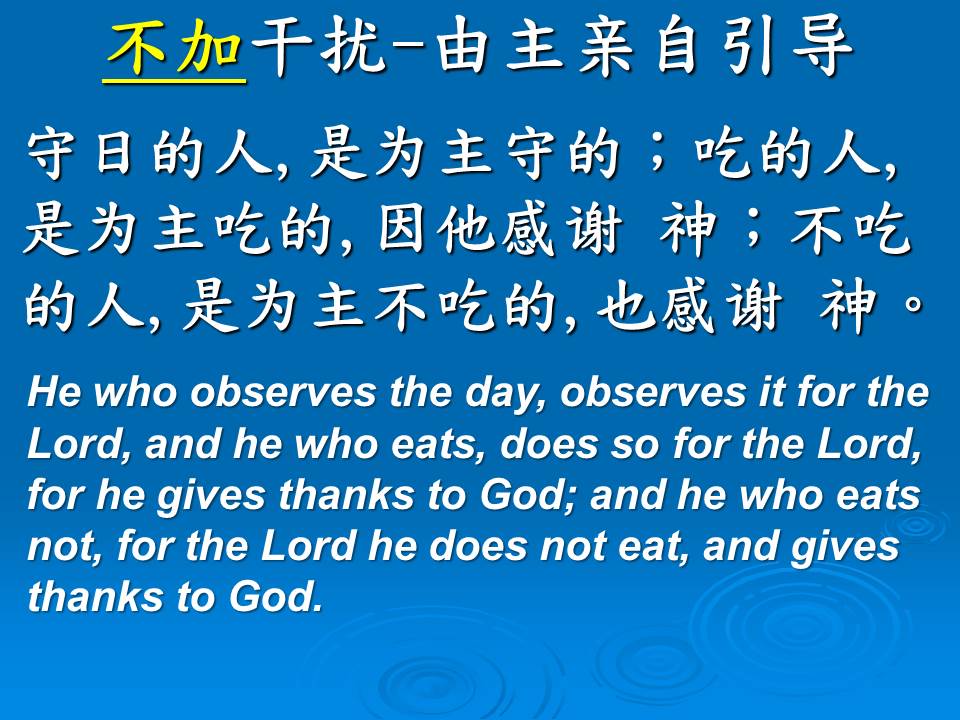 不加干扰-由主亲自引导
守日的人,是为主守的；吃的人,
是为主吃的,因他感谢 神；不吃
的人,是为主不吃的,也感谢 神。
He who observes the day, observes it for the
Lord, and he who eats, does so for the Lord,
for he gives thanks to God; and he who eats
not, for the Lord he does not eat, and gives
thanks to God.